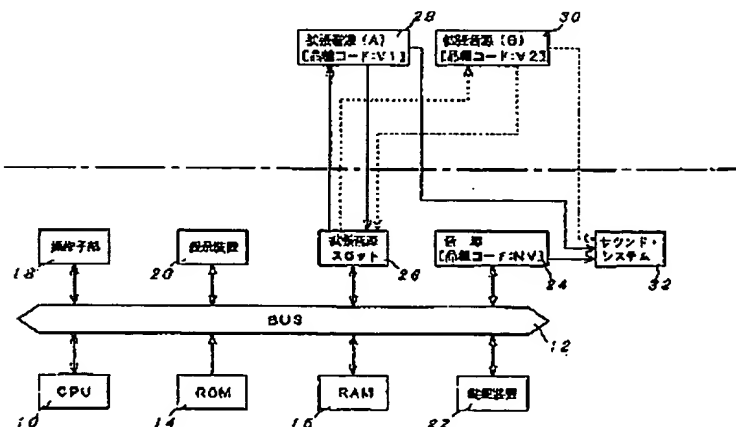 28
30
拡張音源(A)
[品種コード:V1]
拡張音源(B)
[品種コード:V2]
操作子部
表示装置
拡張音源
スロット
音源
[品種コード:NV]
サウンド・
システム
18
20
26
24
32
BUS
12
CPU
ROM
RAM
記憶装置
10
14
16
22